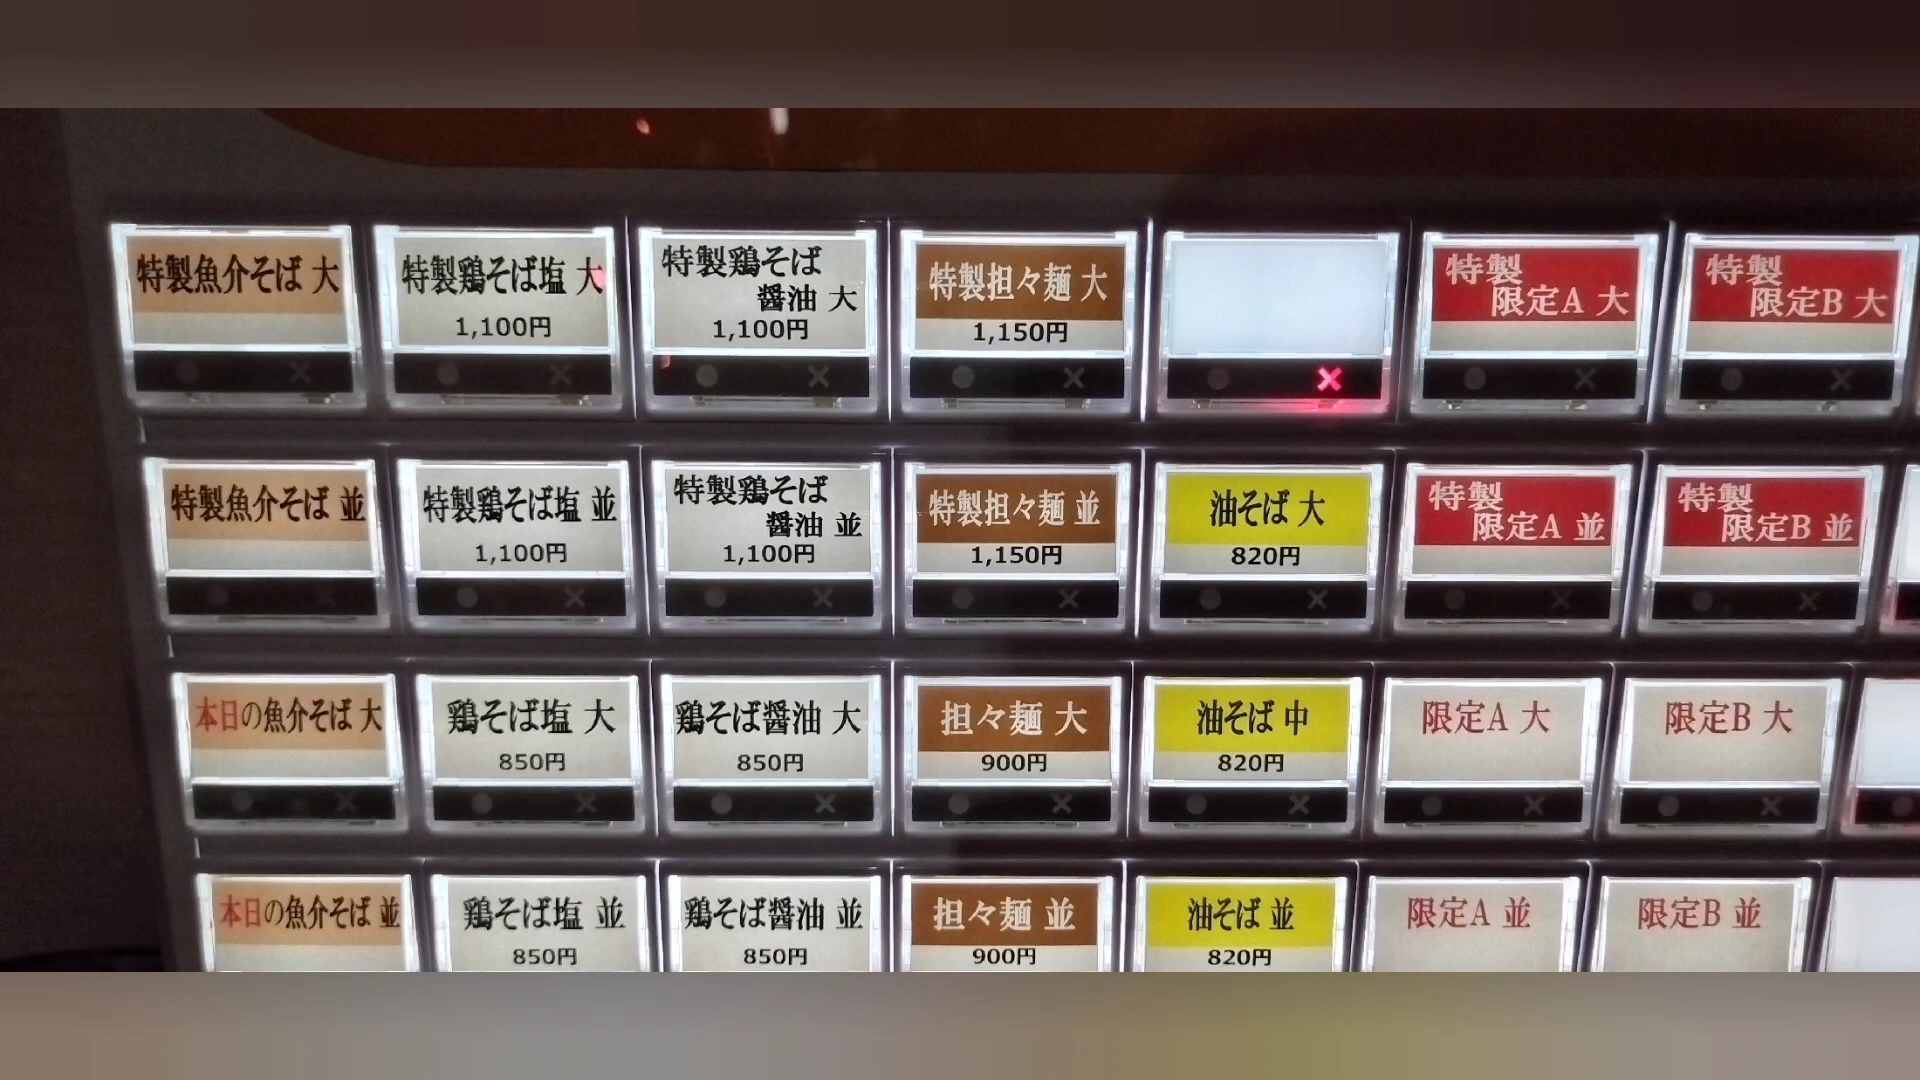 特製魚介そば 大
特製鶏そば塩 大
1,100円
特製鶏そば
醤油 大
1,100円
特製担々麺 大
1,150円
特製
限定A 大
特製
限定B 大
特製魚介そば 並
特製鶏そば塩 並
1,100円
特製鶏そば
醤油 並
1,100円
特製担々麺 並
1,150円
油そば 大
820円
特製
限定A 並
特製
限定B 並
本日の魚介そば 大
鶏そば塩 大
850円
鶏そば醤油 大
850円
担々麺 大
900円
油そば 中
820円
限定A 大
限定B 大
本日の魚介そば 並
鶏そば塩 並
850円
鶏そば醤油 並
850円
担々麺 並
900円
油そば 並
820円
限定A 並
限定B 並